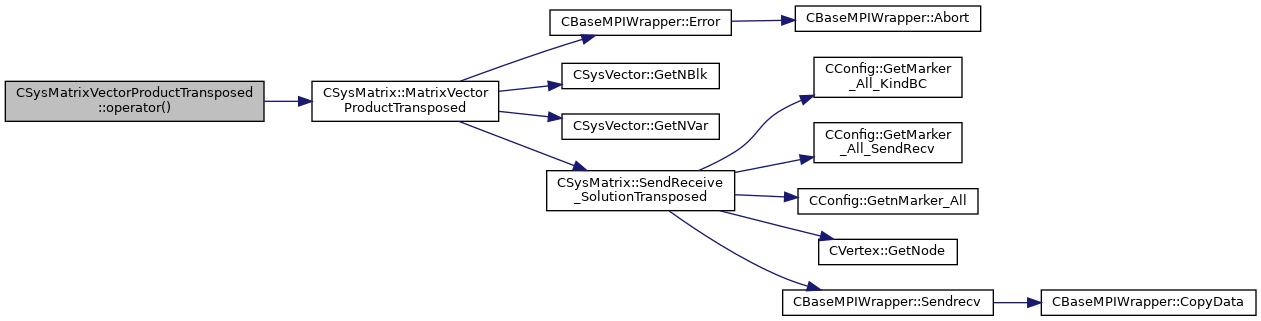 CSysMatrixVectorProductTransposed
::operator()
CSysMatrix::MatrixVector
ProductTransposed
CBaseMPIWrapper::Error
CBaseMPIWrapper::Abort
CSysVector::GetNBlk
CSysVector::GetNVar
CSysMatrix::SendReceive
_SolutionTransposed
CConfig::GetMarker
_All_KindBC
CConfig::GetMarker
_All_SendRecv
CConfig::GetnMarker_All
CVertex::GetNode
CBaseMPIWrapper::Sendrecv
CBaseMPIWrapper::CopyData